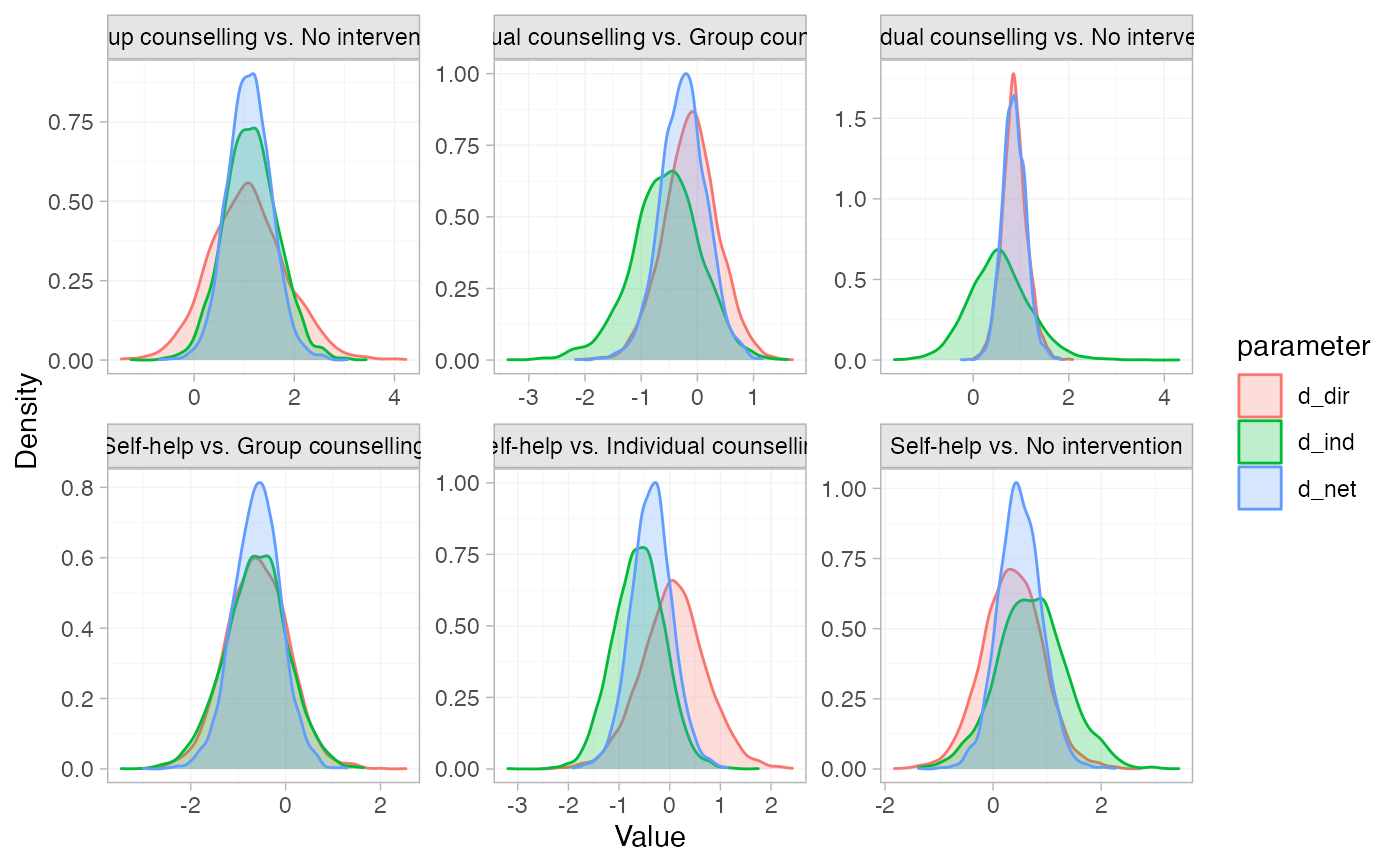 up counselling vs. No interven
ual counselling vs. Group coun
dual counselling vs. No interve
0.75
0.50
0.25
0.00
0 2 4
1.00
0.75
0.50
0.25
0.00
-3 -2 -1 0 1
1.5
1.0
0.5
0.0
0 2 4
Self-help vs. Group counselling
elf-help vs. Individual counsellin
Self-help vs. No intervention
0.8
0.6
0.4
0.2
0.0
-2 0 2
1.00
0.75
0.50
0.25
0.00
-3 -2 -1 0 1 2
1.00
0.75
0.50
0.25
0.00
-2 0 2
Density
Value
parameter
d_dir
d_ind
d_net